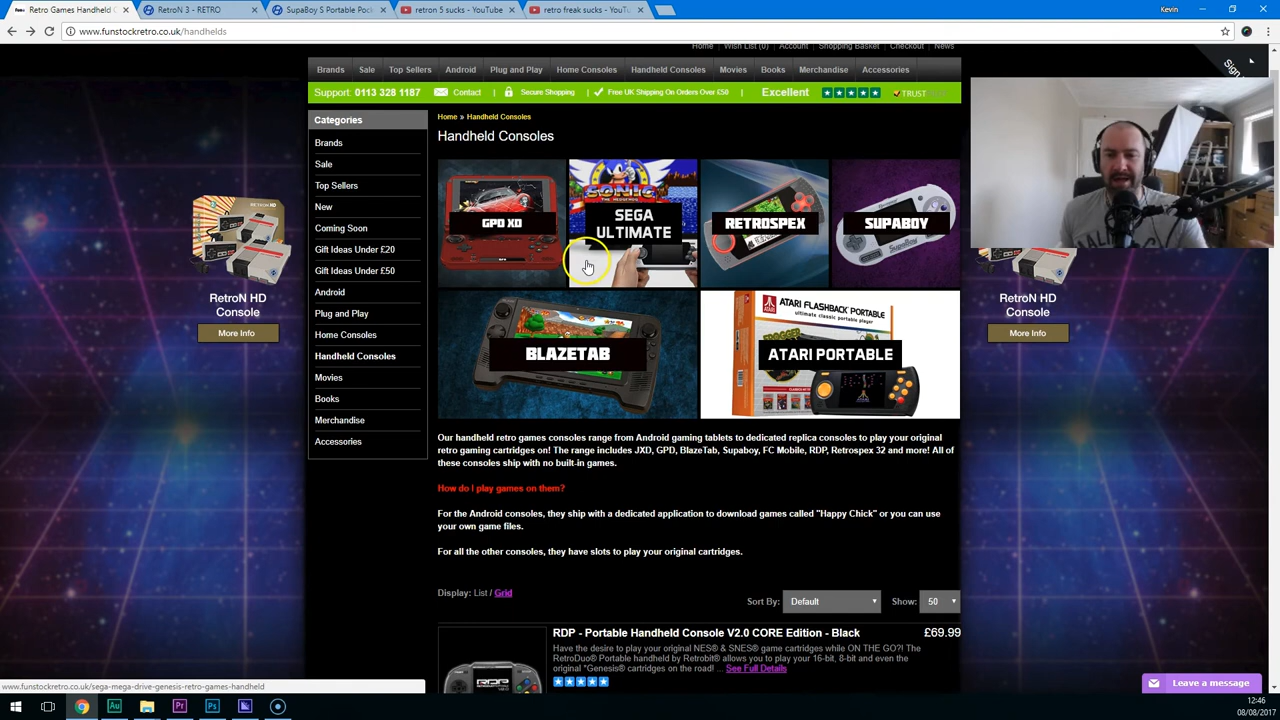 Retro Games Handheld C
RetroN 3 - RETRO
SupaBoy S Portable Pock
retron 5 sucks - YouTube
retro freak sucks - YouTu
Kevin
www.funstockretro.co.uk/handhelds
Home Wish List (0) Account Shopping Basket Checkout News
Sign
Brands Sale Top Sellers Android Plug and Play Home Consoles Handheld Consoles Movies Books Merchandise Accessories
Support: 0113 328 1187 Contact Secure Shopping Free UK Shipping On Orders Over £50 Excellent TRUST
Categories
Brands
Sale
Top Sellers
New
Coming Soon
Gift Ideas Under £20
Gift Ideas Under £50
Android
Plug and Play
Home Consoles
Handheld Consoles
Movies
Books
Merchandise
Accessories
Home » Handheld Consoles
Handheld Consoles
GPD XD
SONIC
SEGA
ULTIMATE
RETROSPEX
SUPABOY
BLAZETAB
ATARI FLASHBACK PORTABLE
ultimate classic portable player
ATARI PORTABLE
RetroN HD
Console
More Info
RetroN HD
Console
More Info
Our handheld retro games consoles range from Android gaming tablets to dedicated replica consoles to play your original
retro gaming cartridges on! The range includes JXD, GPD, BlazeTab, Supaboy, FC Mobile, RDP, Retrospex 32 and more! All of
these consoles ship with no built-in games.
How do I play games on them?
For the Android consoles, they ship with a dedicated application to download games called "Happy Chick" or you can use
your own game files.
For all the other consoles, they have slots to play your original cartridges.
Display: List / Grid
Sort By: Default Show: 50
RDP - Portable Handheld Console V2.0 CORE Edition - Black £69.99
Have the desire to play your original NES® & SNES® game cartridges while ON THE GO?! The
RetroDuo® Portable handheld by Retrobit® allows you to play your 16-bit, 8-bit and even the
original *Genesis® cartridges on the road! ... See Full Details
RDP
www.funstockretro.co.uk/sega-mega-drive-genesis-retro-games-handheld
Leave a message
Au Pr Ps
12:46
08/08/2017